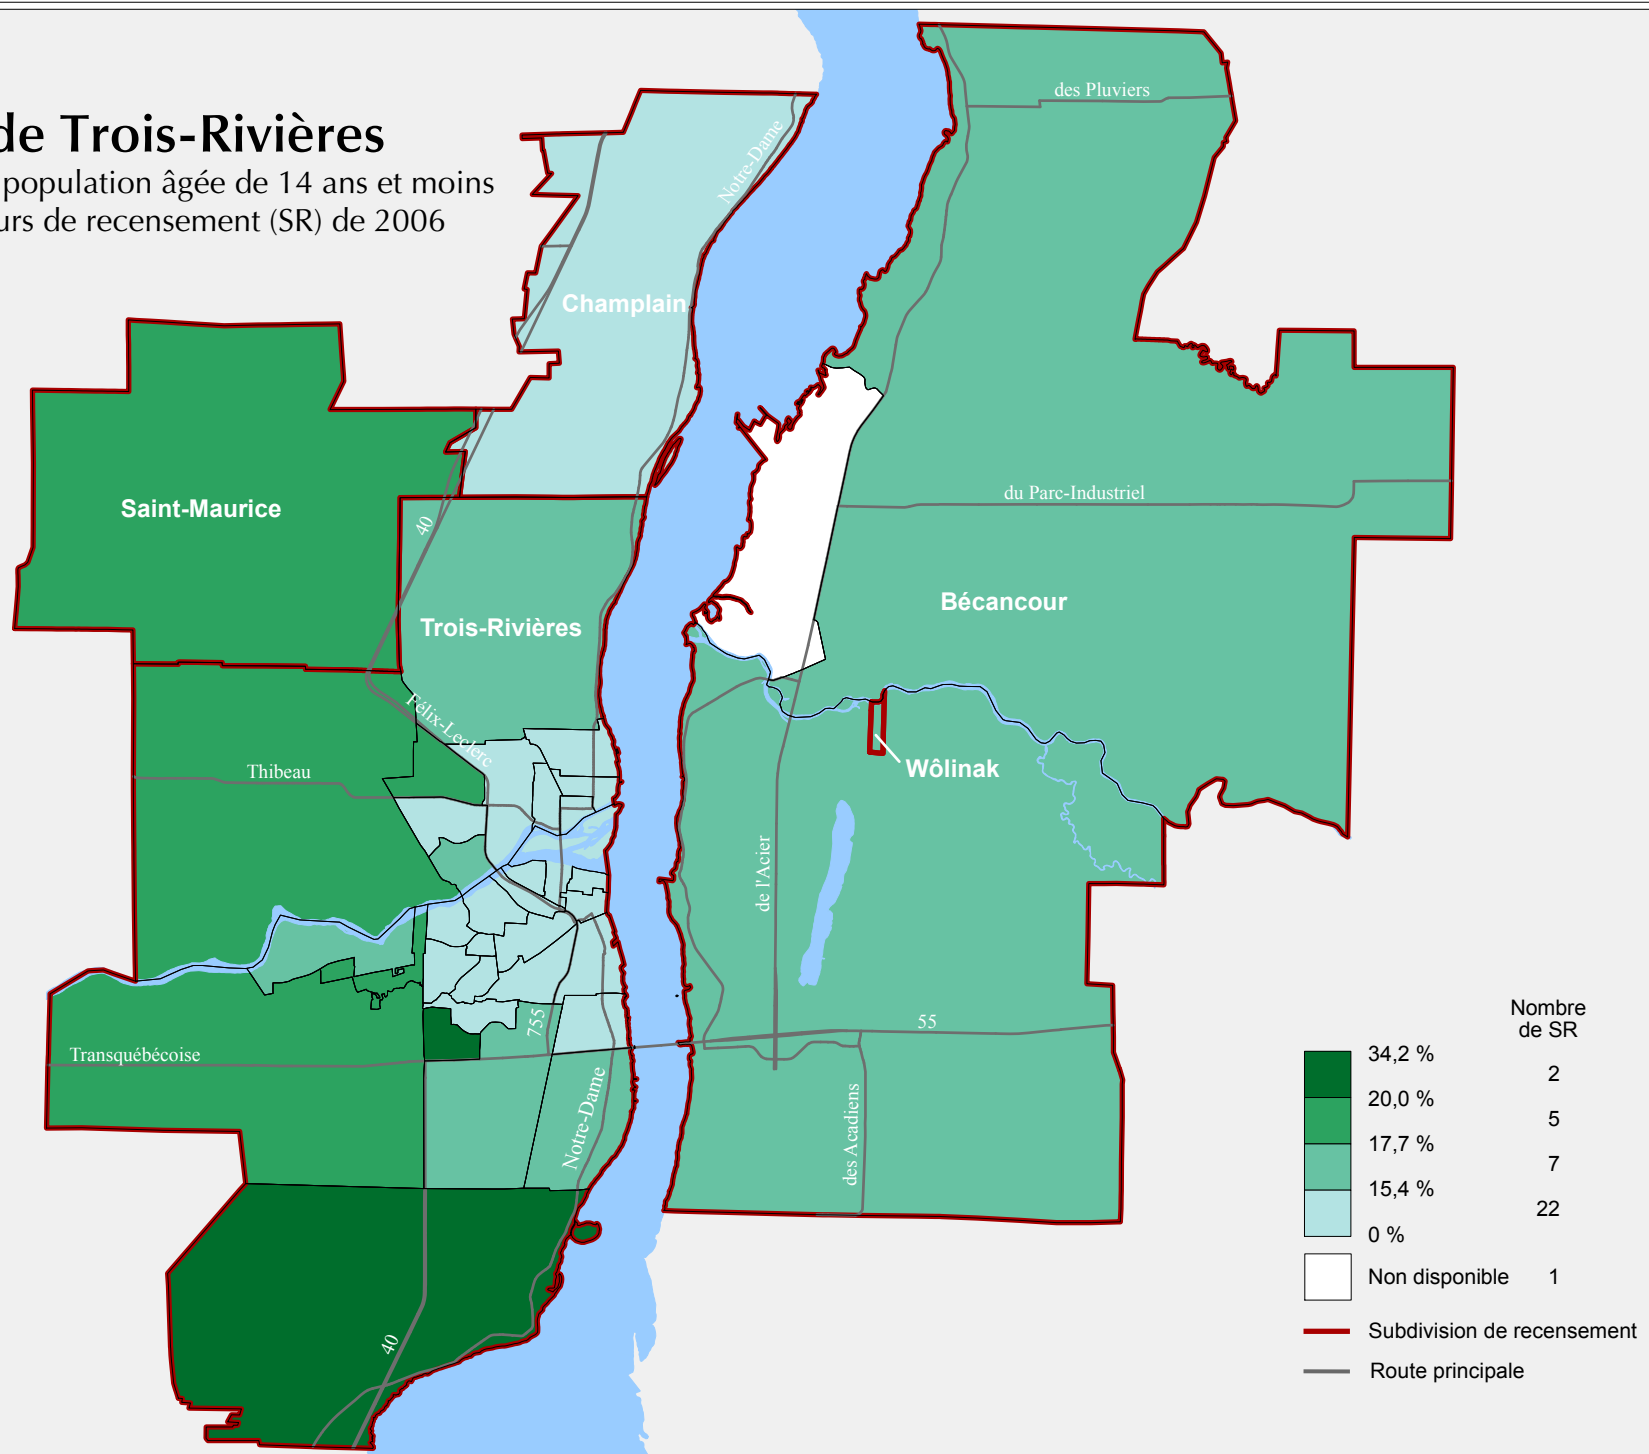 de Trois-Rivières
population âgée de 14 ans et moins
urs de recensement (SR) de 2006
des Pluviers
Notre-Dame
Champlain
Saint-Maurice
40
du Parc-Industriel
Bécancour
Trois-Rivières
Félix-Leclerc
Thibeau
Wôlinak
de l'Acier
755
55
Transquébécoise
Notre-Dame
des Acadiens
40
Nombre
de SR
34,2 %
2
20,0 %
5
17,7 %
7
15,4 %
22
0 %
Non disponible 1
Subdivision de recensement
Route principale